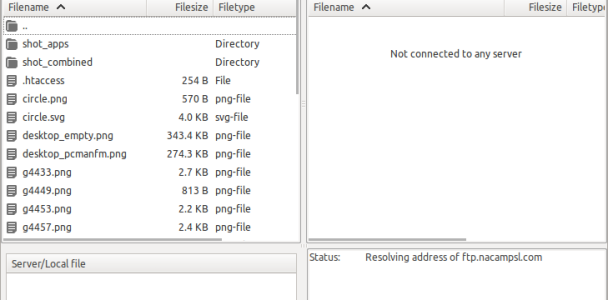 Filename Filesize Filetype
..
shot_apps Directory
shot_combined Directory
.htaccess 254 B File
circle.png 570 B png-file
circle.svg 4.0 KB svg-file
desktop_empty.png 343.4 KB png-file
desktop_pcmanfm.png 274.3 KB png-file
g4433.png 2.7 KB png-file
g4449.png 813 B png-file
g4453.png 2.2 KB png-file
g4457.png 2.4 KB png-file
Server/Local file
Filename Filesize Filetyp
Not connected to any server
Status: Resolving address of ftp.nacampsl.com